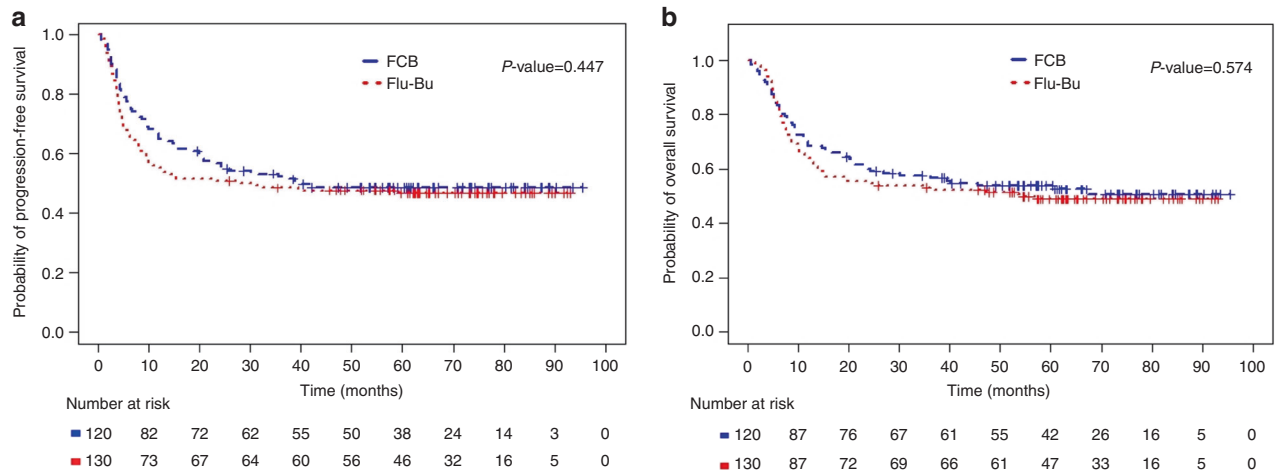 a
Probability of progression-free survival
1.0
0.8
0.6
0.4
0.2
0.0
FCB
Flu-Bu
P-value=0.447
0 10 20 30 40 50 60 70 80 90 100
Time (months)
Number at risk
120 82 72 62 55 50 38 24 14 3 0
130 73 67 64 60 56 46 32 16 5 0
b
Probability of overall survival
1.0
0.8
0.6
0.4
0.2
0.0
FCB
Flu-Bu
P-value=0.574
0 10 20 30 40 50 60 70 80 90 100
Time (months)
Number at risk
120 87 76 67 61 55 42 26 16 5 0
130 87 72 69 66 61 47 33 16 5 0